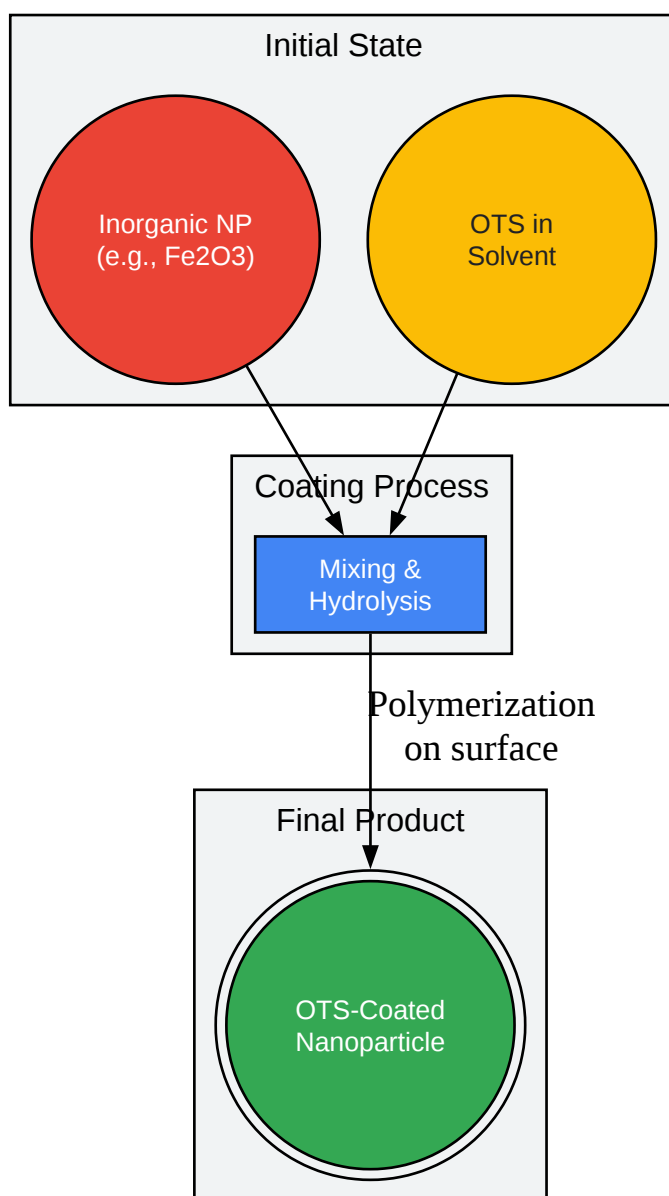 Initial State
Inorganic NP
(e.g., Fe2O3)
OTS in
Solvent
Coating Process
Mixing &
Hydrolysis
Polymerization
on surface
Final Product
OTS-Coated
Nanoparticle